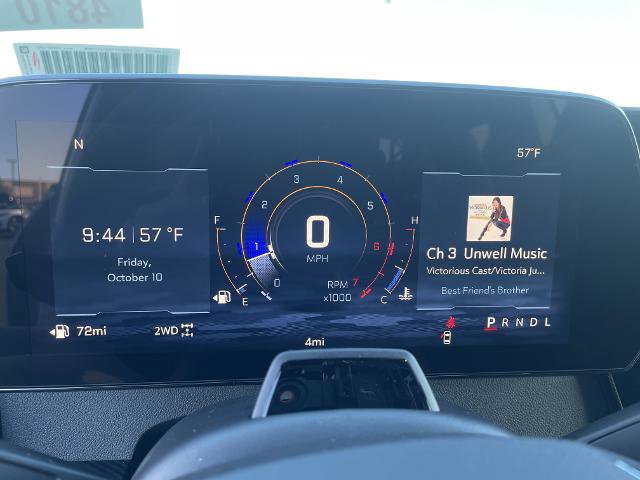 4810
N
57°F
9:44 | 57 °F
Friday,
October 10
F
E
0
1
2
3
4
5
6
7
0
MPH
RPM
x1000
H
C
Ch 3 Unwell Music
Victorious Cast/Victoria Ju...
Best Friend's Brother
72mi
2WD
4mi
P R N D L